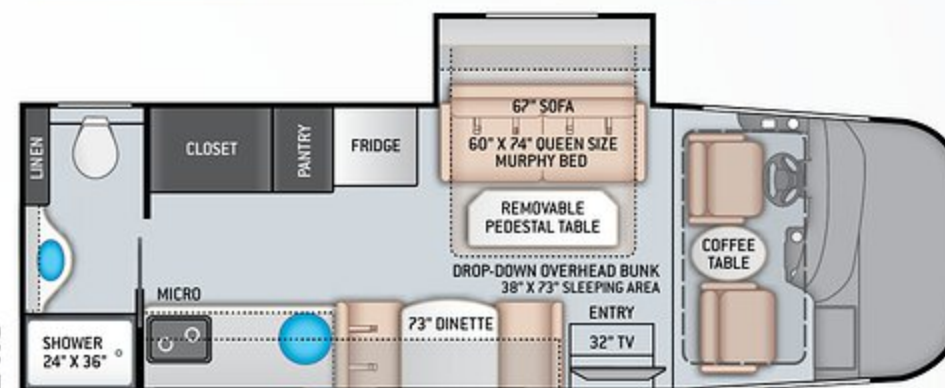 LINEN
CLOSET
PANTRY
FRIDGE
67" SOFA
60" X 74" QUEEN SIZE
MURPHY BED
REMOVABLE
PEDESTAL TABLE
COFFEE
TABLE
DROP-DOWN OVERHEAD BUNK
38" X 73" SLEEPING AREA
MICRO
SHOWER
24" X 36"
73" DINETTE
ENTRY
32" TV